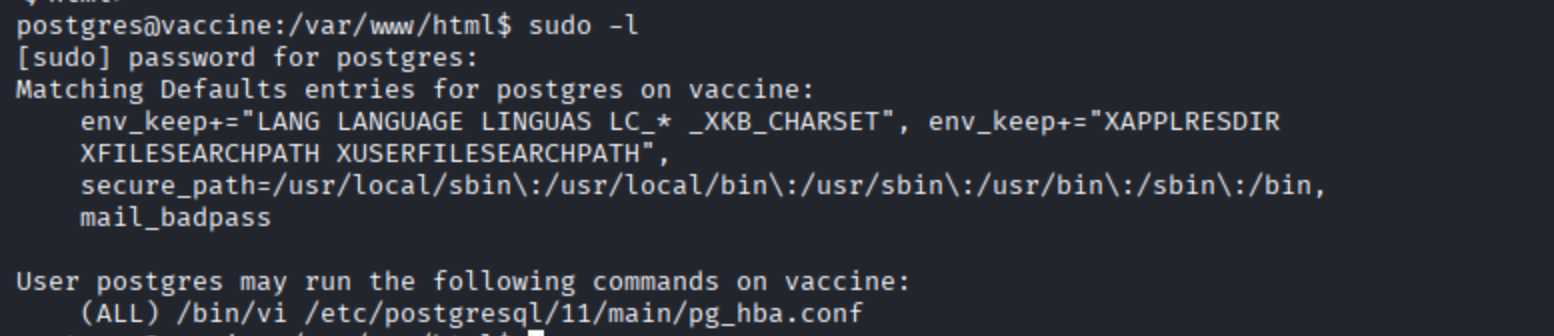 postgres@vaccine:/var/www/html$ sudo -l
[sudo] password for postgres:
Matching Defaults entries for postgres on vaccine:
    env_keep+="LANG LANGUAGE LINGUAS LC_* _XKB_CHARSET", env_keep+="XAPPLRESDIR
    XFILESEARCHPATH XUSERFILESEARCHPATH",
    secure_path=/usr/local/sbin\:/usr/local/bin\:/usr/sbin\:/usr/bin\:/sbin\:/bin,
    mail_badpass

User postgres may run the following commands on vaccine:
    (ALL) /bin/vi /etc/postgresql/11/main/pg_hba.conf